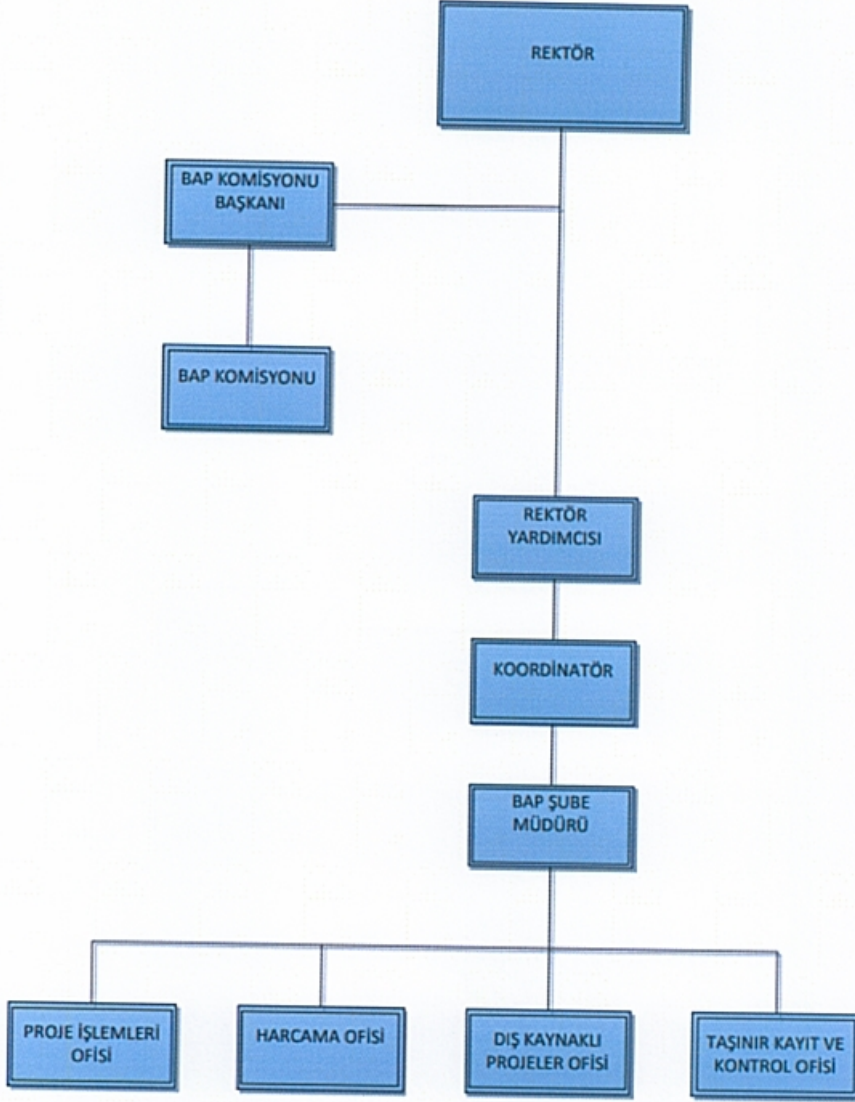 REKTÖR
BAP KOMİSYONU
BAŞKANI
BAP KOMİSYONU
REKTÖR
YARDIMCISI
KOORDİNATÖR
BAP ŞUBE
MÜDÜRÜ
PROJE İŞLEMLERİ
OFİSİ
HARCAMA OFİSİ
DIŞ KAYNAKLI
PROJELER OFİSİ
TAŞINIR KAYIT VE
KONTROL OFİSİ